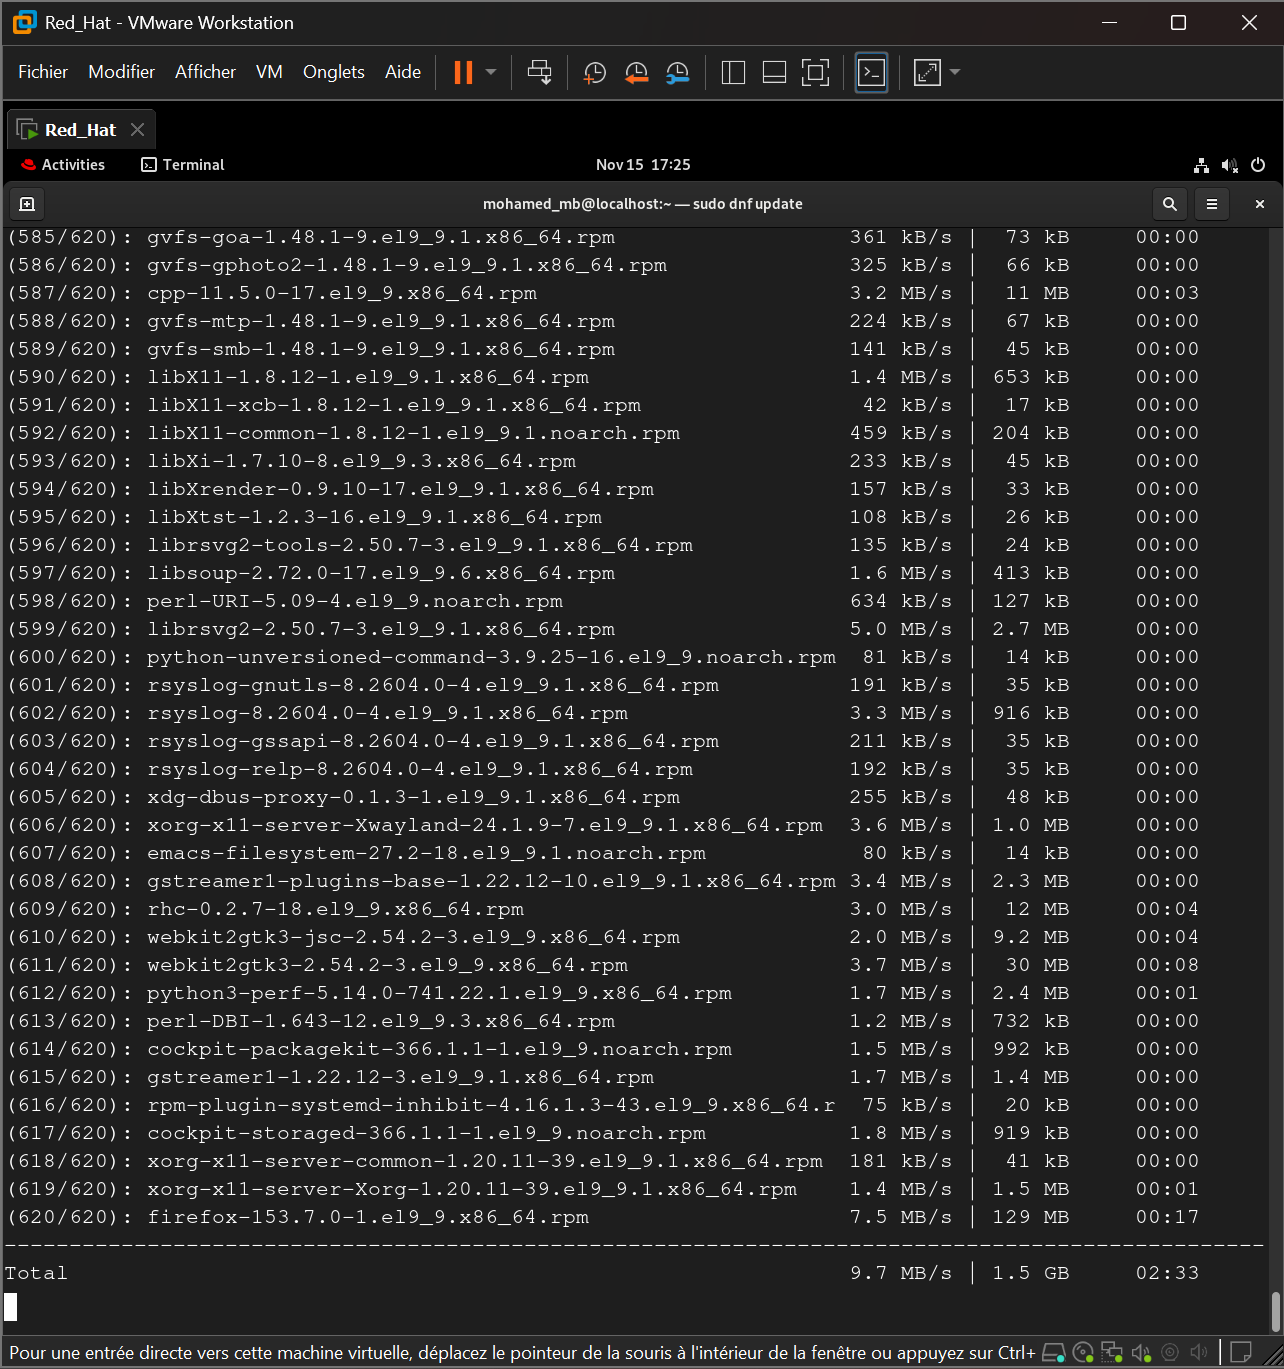 Red_Hat - VMware Workstation
Fichier Modifier Afficher VM Onglets Aide
Red_Hat
Activities Terminal Nov 15 17:25
mohamed_mb@localhost:~ — sudo dnf update
(585/620): gvfs-goa-1.48.1-9.el9_9.1.x86_64.rpm 361 kB/s | 73 kB 00:00
(586/620): gvfs-gphoto2-1.48.1-9.el9_9.1.x86_64.rpm 325 kB/s | 66 kB 00:00
(587/620): cpp-11.5.0-17.el9_9.x86_64.rpm 3.2 MB/s | 11 MB 00:03
(588/620): gvfs-mtp-1.48.1-9.el9_9.1.x86_64.rpm 224 kB/s | 67 kB 00:00
(589/620): gvfs-smb-1.48.1-9.el9_9.1.x86_64.rpm 141 kB/s | 45 kB 00:00
(590/620): libX11-1.8.12-1.el9_9.1.x86_64.rpm 1.4 MB/s | 653 kB 00:00
(591/620): libX11-xcb-1.8.12-1.el9_9.1.x86_64.rpm 42 kB/s | 17 kB 00:00
(592/620): libX11-common-1.8.12-1.el9_9.1.noarch.rpm 459 kB/s | 204 kB 00:00
(593/620): libXi-1.7.10-8.el9_9.3.x86_64.rpm 233 kB/s | 45 kB 00:00
(594/620): libXrender-0.9.10-17.el9_9.1.x86_64.rpm 157 kB/s | 33 kB 00:00
(595/620): libXtst-1.2.3-16.el9_9.1.x86_64.rpm 108 kB/s | 26 kB 00:00
(596/620): librsvg2-tools-2.50.7-3.el9_9.1.x86_64.rpm 135 kB/s | 24 kB 00:00
(597/620): libsoup-2.72.0-17.el9_9.6.x86_64.rpm 1.6 MB/s | 413 kB 00:00
(598/620): perl-URI-5.09-4.el9_9.noarch.rpm 634 kB/s | 127 kB 00:00
(599/620): librsvg2-2.50.7-3.el9_9.1.x86_64.rpm 5.0 MB/s | 2.7 MB 00:00
(600/620): python-unversioned-command-3.9.25-16.el9_9.noarch.rpm 81 kB/s | 14 kB 00:00
(601/620): rsyslog-gnutls-8.2604.0-4.el9_9.1.x86_64.rpm 191 kB/s | 35 kB 00:00
(602/620): rsyslog-8.2604.0-4.el9_9.1.x86_64.rpm 3.3 MB/s | 916 kB 00:00
(603/620): rsyslog-gssapi-8.2604.0-4.el9_9.1.x86_64.rpm 211 kB/s | 35 kB 00:00
(604/620): rsyslog-relp-8.2604.0-4.el9_9.1.x86_64.rpm 192 kB/s | 35 kB 00:00
(605/620): xdg-dbus-proxy-0.1.3-1.el9_9.1.x86_64.rpm 255 kB/s | 48 kB 00:00
(606/620): xorg-x11-server-Xwayland-24.1.9-7.el9_9.1.x86_64.rpm 3.6 MB/s | 1.0 MB 00:00
(607/620): emacs-filesystem-27.2-18.el9_9.1.noarch.rpm 80 kB/s | 14 kB 00:00
(608/620): gstreamer1-plugins-base-1.22.12-10.el9_9.1.x86_64.rpm 3.4 MB/s | 2.3 MB 00:00
(609/620): rhc-0.2.7-18.el9_9.x86_64.rpm 3.0 MB/s | 12 MB 00:04
(610/620): webkit2gtk3-jsc-2.54.2-3.el9_9.x86_64.rpm 2.0 MB/s | 9.2 MB 00:04
(611/620): webkit2gtk3-2.54.2-3.el9_9.x86_64.rpm 3.7 MB/s | 30 MB 00:08
(612/620): python3-perf-5.14.0-741.22.1.el9_9.x86_64.rpm 1.7 MB/s | 2.4 MB 00:01
(613/620): perl-DBI-1.643-12.el9_9.3.x86_64.rpm 1.2 MB/s | 732 kB 00:00
(614/620): cockpit-packagekit-366.1.1-1.el9_9.noarch.rpm 1.5 MB/s | 992 kB 00:00
(615/620): gstreamer1-1.22.12-3.el9_9.1.x86_64.rpm 1.7 MB/s | 1.4 MB 00:00
(616/620): rpm-plugin-systemd-inhibit-4.16.1.3-43.el9_9.x86_64.r 75 kB/s | 20 kB 00:00
(617/620): cockpit-storaged-366.1.1-1.el9_9.noarch.rpm 1.8 MB/s | 919 kB 00:00
(618/620): xorg-x11-server-common-1.20.11-39.el9_9.1.x86_64.rpm 181 kB/s | 41 kB 00:00
(619/620): xorg-x11-server-Xorg-1.20.11-39.el9_9.1.x86_64.rpm 1.4 MB/s | 1.5 MB 00:01
(620/620): firefox-153.7.0-1.el9_9.x86_64.rpm 7.5 MB/s | 129 MB 00:17
--------------------------------------------------------------------------------
Total 9.7 MB/s | 1.5 GB 02:33
Pour une entrée directe vers cette machine virtuelle, déplacez le pointeur de la souris à l'intérieur de la fenêtre ou appuyez sur Ctrl+